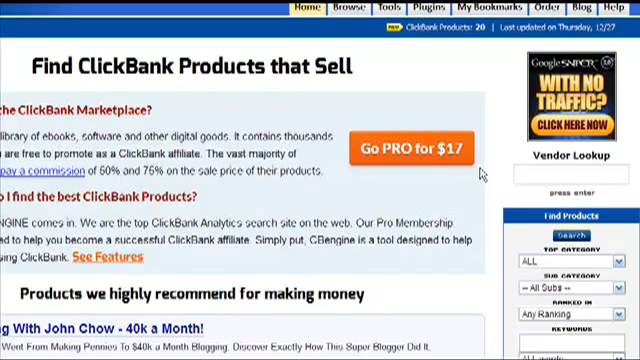 Home Browse Tools Plugins My Bookmarks Order Blog Help
NEW ClickBank Products: 20 | Last updated on Thursday, 12/27
Find ClickBank Products that Sell
the ClickBank Marketplace?
library of ebooks, software and other digital goods. It contains thousands
are free to promote as a ClickBank affiliate. The vast majority of
pay a commission of 50% and 75% on the sale price of their products.
Go PRO for $17
o I find the best ClickBank Products?
ENGINE comes in. We are the top ClickBank Analytics search site on the web. Our Pro Membership
ed to help you become a successful ClickBank affiliate. Simply put, CBengine is a tool designed to help
sing ClickBank. See Features
Products we highly recommend for making money
g With John Chow - 40k a Month!
Went From Making Pennies To $40k a Month Blogging. Discover Exactly How This Super Blogger Did It.
GOOGLE SNIPER 2.0
WITH NO
TRAFFIC?
CLICK HERE NOW
Vendor Lookup
press enter
Find Products
Search
TOP CATEGORY
ALL
SUB CATEGORY
-- All Subs --
RANKED IN
Any Ranking
KEYWORDS